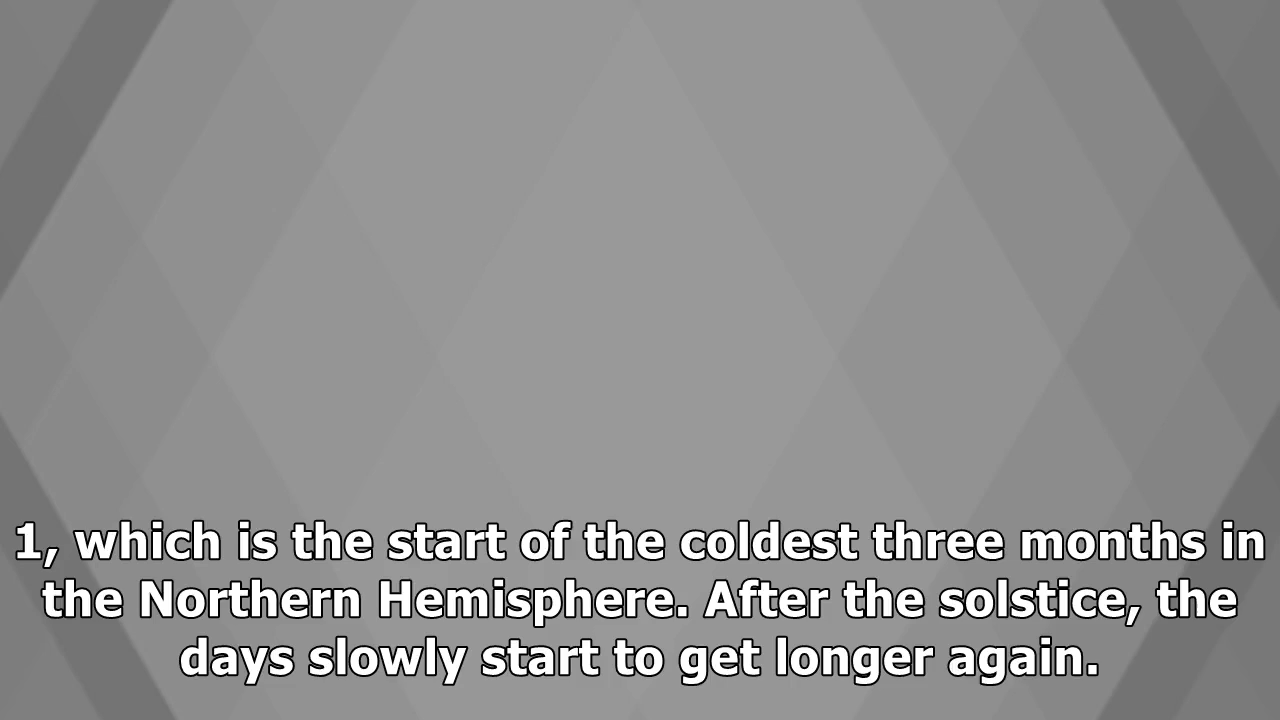 1, which is the start of the coldest three months in
the Northern Hemisphere. After the solstice, the
days slowly start to get longer again.